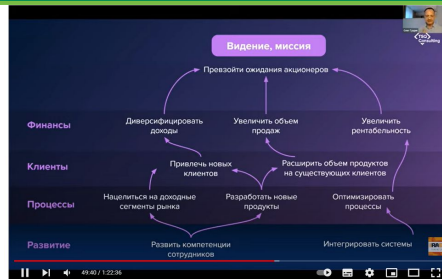 TSQ
Consulting
Видение, миссия
Превзойти ожидания акционеров
Финансы
Диверсифицировать
доходы
Увеличить объем
продаж
Увеличить
рентабельность
Клиенты
Привлечь новых
клиентов
Расширить объем продуктов
на существующих клиентов
Процессы
Нацелиться на доходные
сегменты рынка
Разработать новые
продукты
Оптимизировать
процессы
Развитие
Развить компетенции
сотрудников
Интегрировать системы
49:40 / 1:22:36